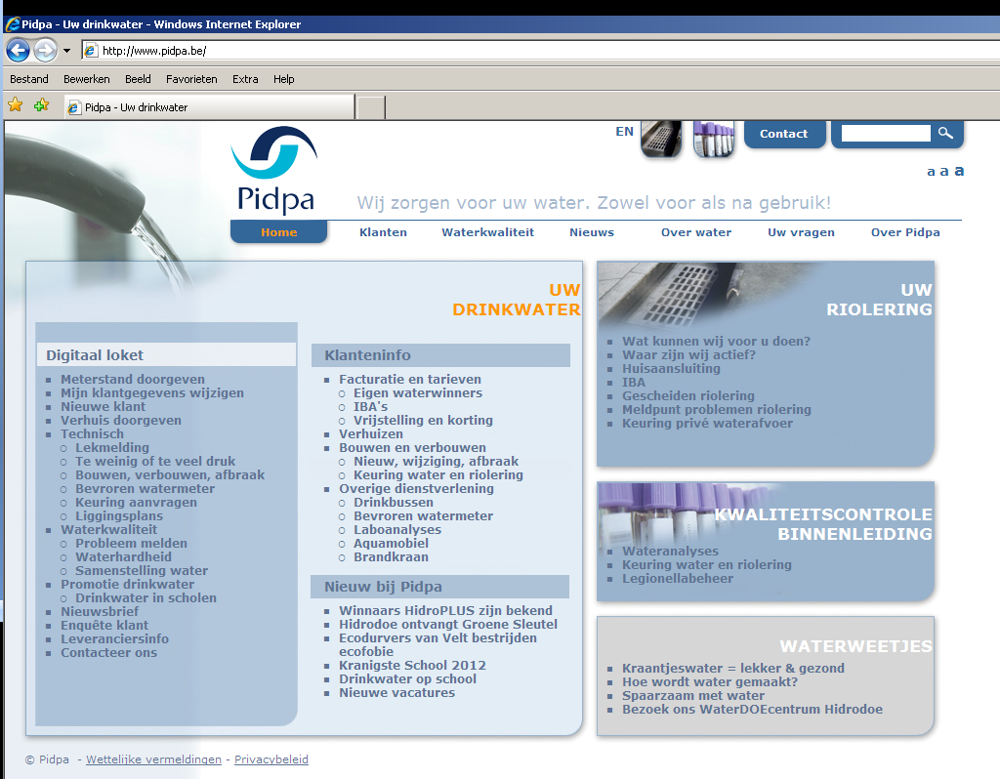 Pidpa - Uw drinkwater - Windows Internet Explorer
http://www.pidpa.be/
Bestand Bewerken Beeld Favorieten Extra Help
Pidpa - Uw drinkwater
EN
Contact
a a a
Pidpa
Wij zorgen voor uw water. Zowel voor als na gebruik!
Home Klanten Waterkwaliteit Nieuws Over water Uw vragen Over Pidpa
UW
DRINKWATER
Digitaal loket
Meterstand doorgeven
Mijn klantgegevens wijzigen
Nieuwe klant
Verhuis doorgeven
Technisch
Lekmelding
Te weinig of te veel druk
Bouwen, verbouwen, afbraak
Bevroren watermeter
Keuring aanvragen
Liggingsplans
Waterkwaliteit
Probleem melden
Waterhardheid
Samenstelling water
Promotie drinkwater
Drinkwater in scholen
Nieuwsbrief
Enquête klant
Leveranciersinfo
Contacteer ons
Klanteninfo
Facturatie en tarieven
Eigen waterwinners
IBA's
Vrijstelling en korting
Verhuizen
Bouwen en verbouwen
Nieuw, wijziging, afbraak
Keuring water en riolering
Overige dienstverlening
Drinkbussen
Bevroren watermeter
Laboanalyses
Aquamobiel
Brandkraan
Nieuw bij Pidpa
Winnaars HidroPLUS zijn bekend
Hidrodoe ontvangt Groene Sleutel
Ecodurvers van Velt bestrijden
ecofobie
Kranigste School 2012
Drinkwater op school
Nieuwe vacatures
UW
RIOLERING
Wat kunnen wij voor u doen?
Waar zijn wij actief?
Huisaansluiting
IBA
Gescheiden riolering
Meldpunt problemen riolering
Keuring privé waterafvoer
KWALITEITSCONTROLE
BINNENLEIDING
Wateranalyses
Keuring water en riolering
Legionellabeheer
WATERWEETJES
Kraantjeswater = lekker & gezond
Hoe wordt water gemaakt?
Spaarzaam met water
Bezoek ons WaterDOEcentrum Hidrodoe
© Pidpa - Wettelijke vermeldingen - Privacybeleid